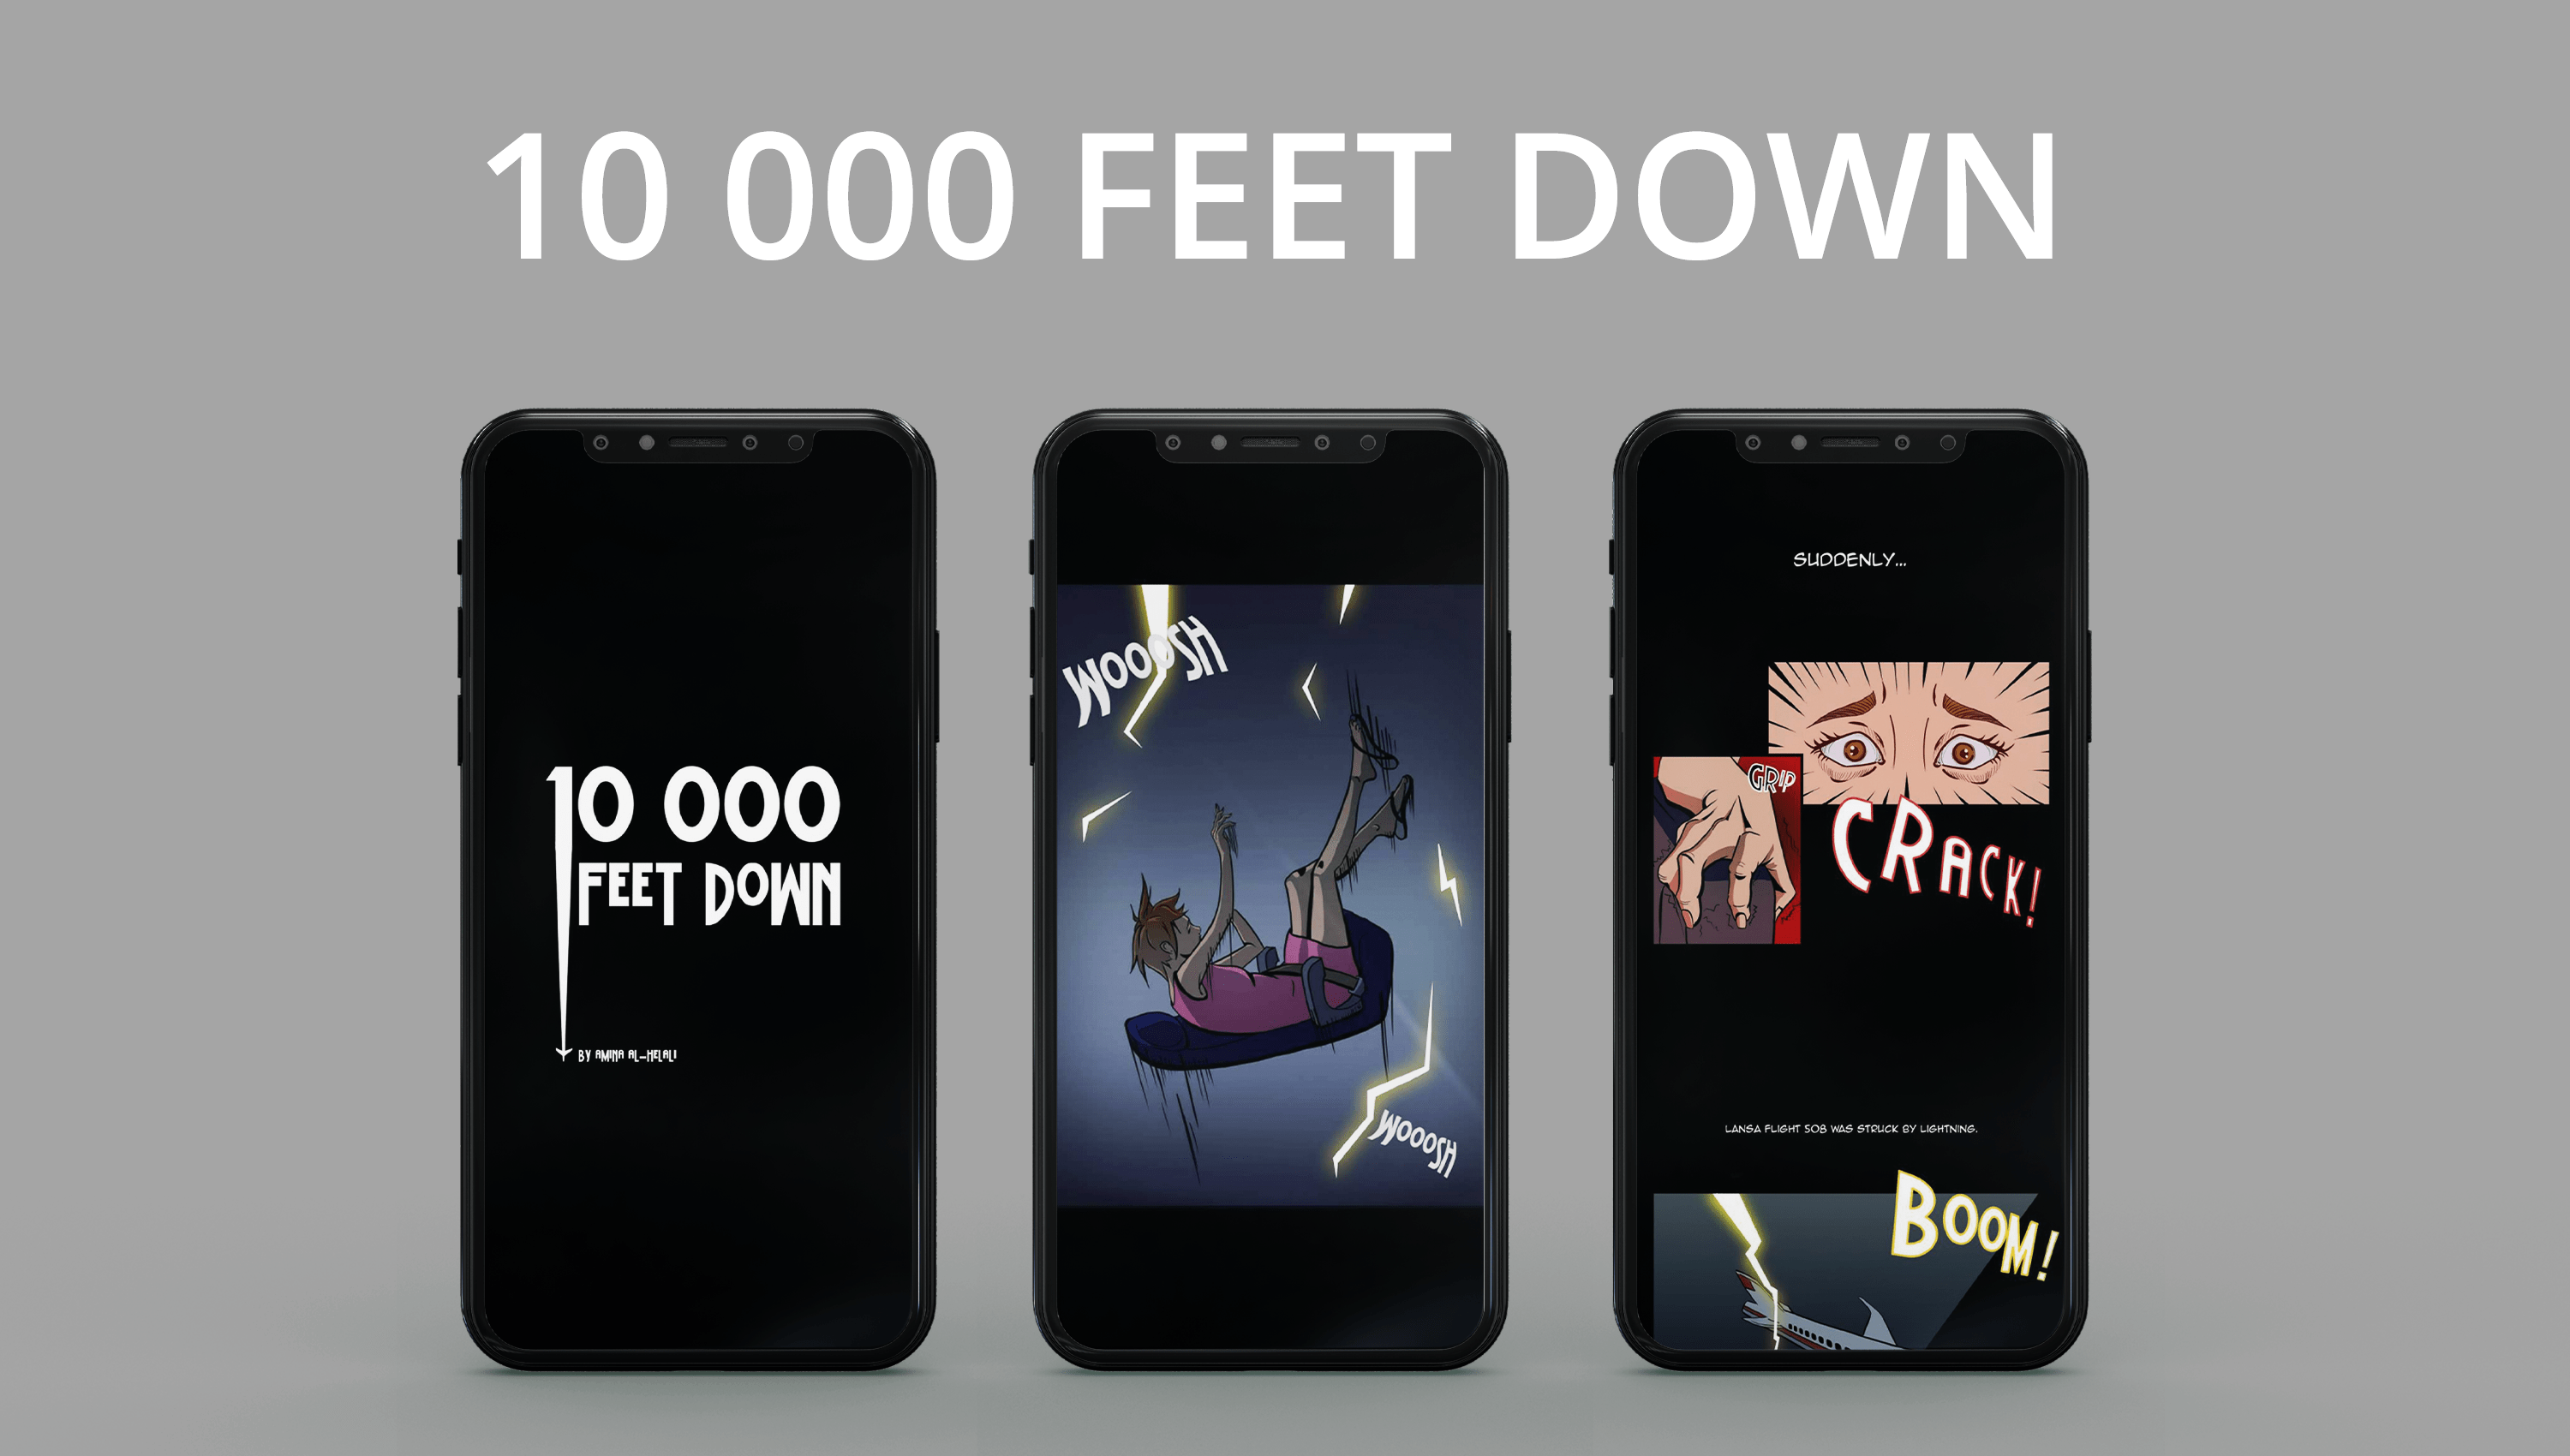 10 000 FEET DOWN
10 000
FEET DOWN
BY AMINA AL-HELALI
WOOOSH
WOOOSH
SUDDENLY...
GRIP
CRACK!
LANSA FLIGHT 508 WAS STRUCK BY LIGHTNING.
BOOM!